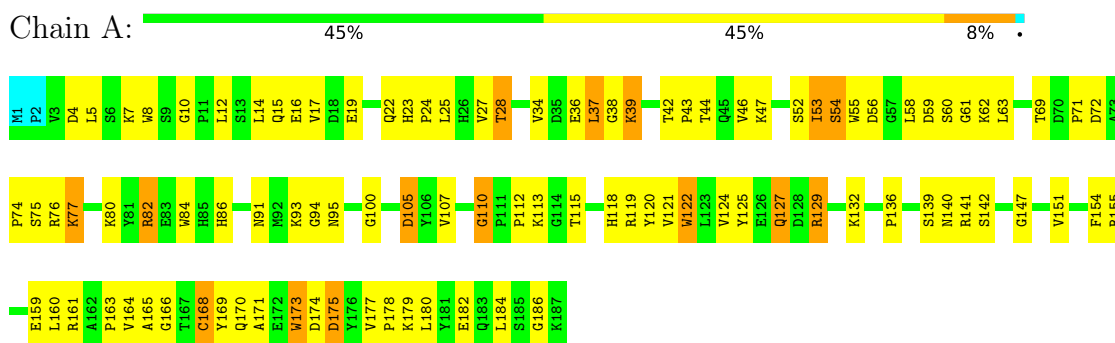 Chain A:
45% 45% 8% •
M1 P2 V3 D4 L5 S6 K7 W8 S9 G10 P11 L12 S13 L14 Q15 E16 V17 D18 E19 Q22 H23 P24 L25 H26 V27 T28 V34 D35 E36 L37 G38 K39 T42 P43 T44 Q45 V46 K47 S52 I53 S54 W55 D56 G57 L58 D59 S60 G61 K62 L63 T69 D70 P71 D72 A73
P74 S75 R76 K77 K80 Y81 R82 E83 W84 H85 H86 N91 M92 K93 G94 N95 G100 D105 Y106 V107 G110 P111 P112 K113 G114 T115 H118 R119 Y120 V121 W122 L123 V124 Y125 E126 Q127 D128 R129 K132 P136 S139 N140 R141 S142 G147 V151 F154
E159 L160 R161 A162 P163 V164 A165 G166 T167 C168 Y169 Q170 A171 E172 W173 D174 D175 Y176 V177 P178 K179 L180 Y181 E182 Q183 L184 S185 G186 K187